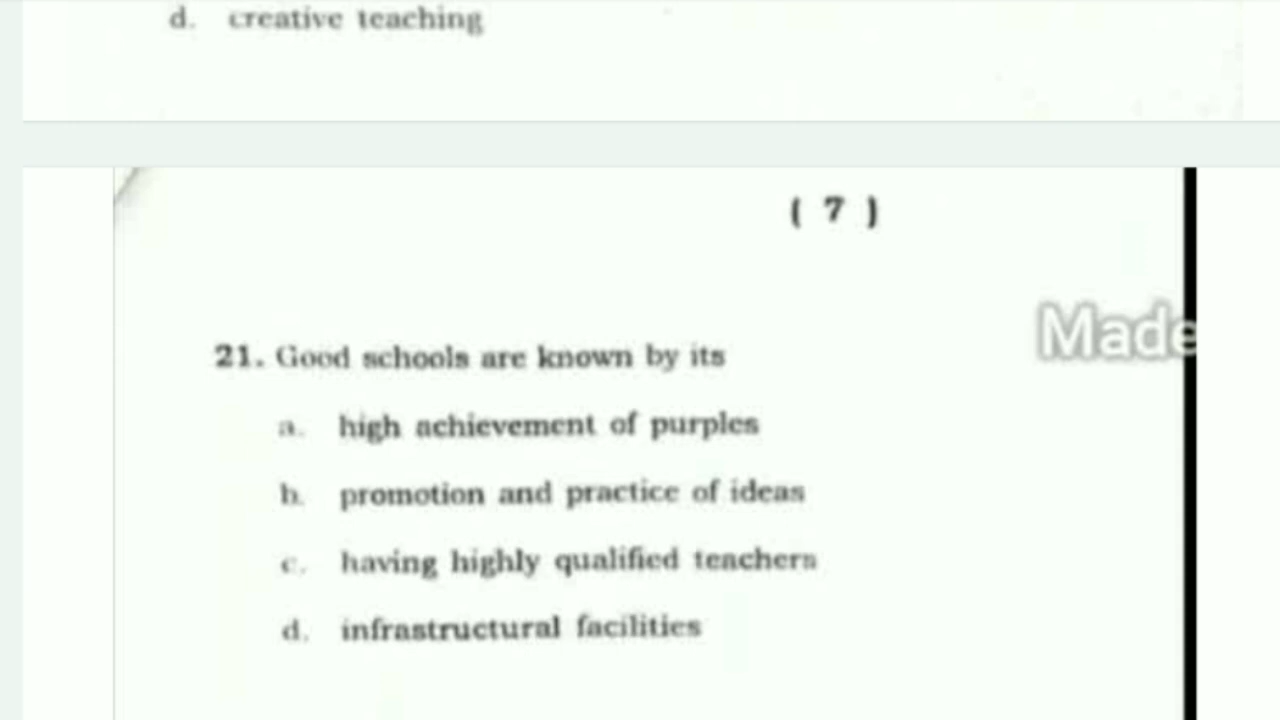 d. creative teaching
( 7 )
Made
21. Good schools are known by its
a. high achievement of purples
b. promotion and practice of ideas
c. having highly qualified teachers
d. infrastructural facilities